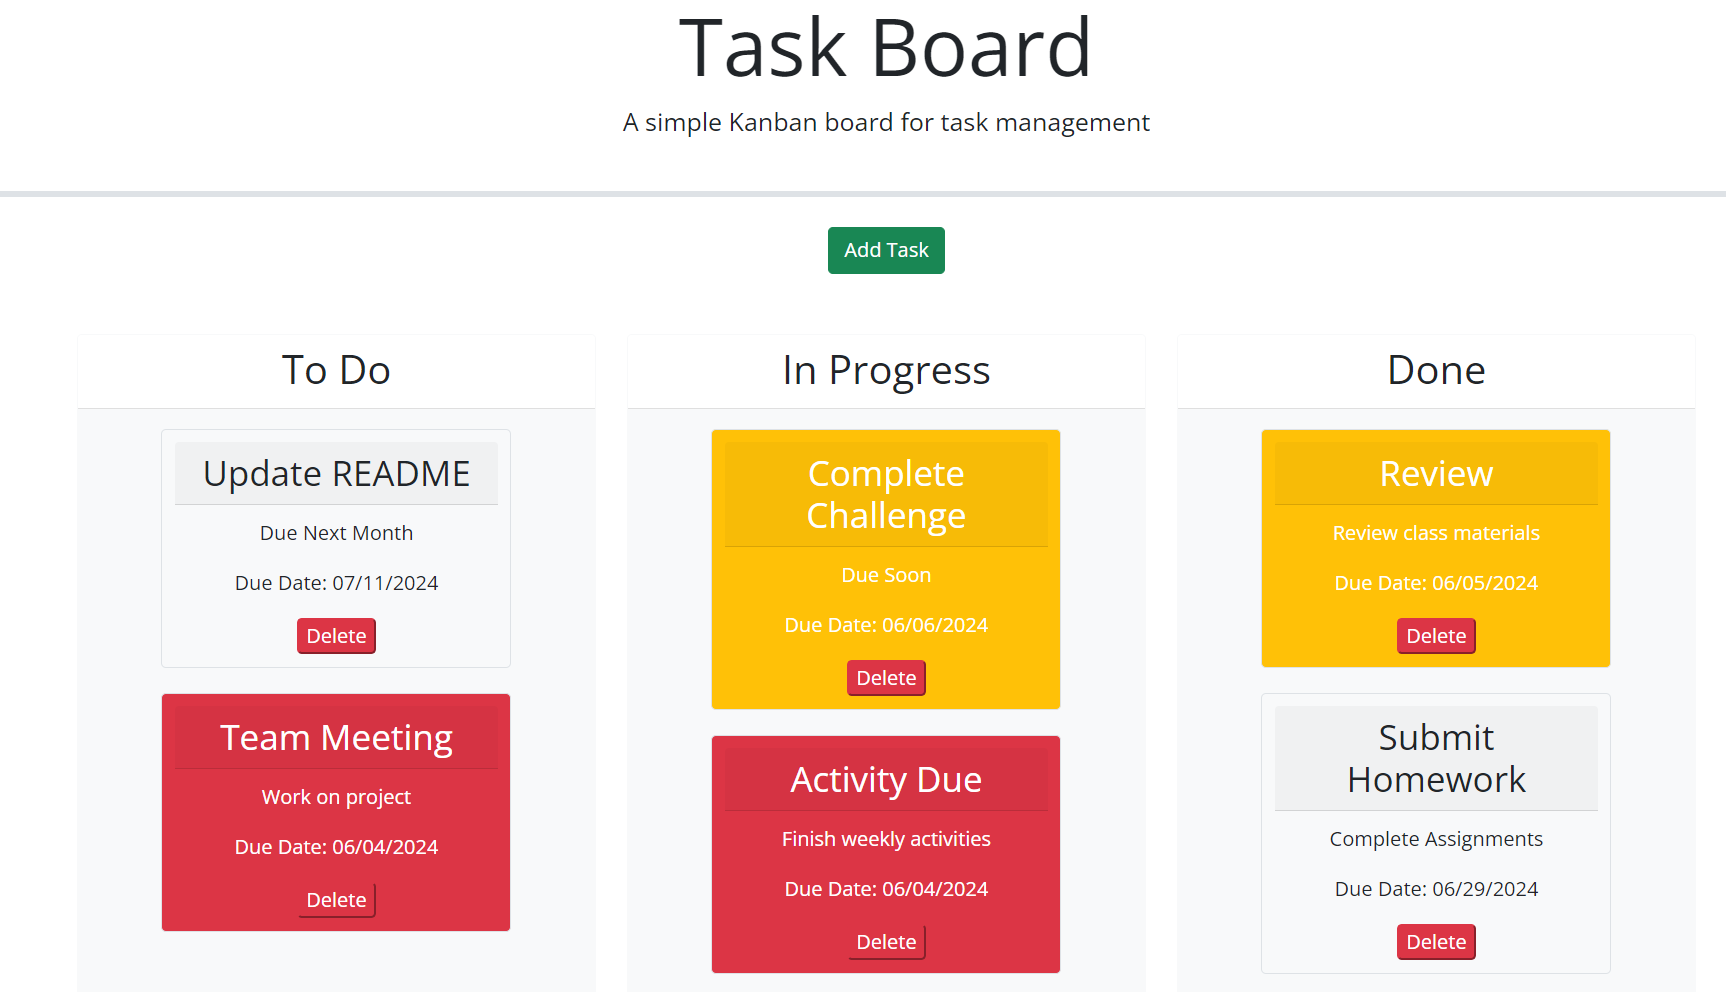 Task Board
A simple Kanban board for task management
Add Task
To Do
Update README
Due Next Month
Due Date: 07/11/2024
Delete
Team Meeting
Work on project
Due Date: 06/04/2024
Delete
In Progress
Complete
Challenge
Due Soon
Due Date: 06/06/2024
Delete
Activity Due
Finish weekly activities
Due Date: 06/04/2024
Delete
Done
Review
Review class materials
Due Date: 06/05/2024
Delete
Submit
Homework
Complete Assignments
Due Date: 06/29/2024
Delete